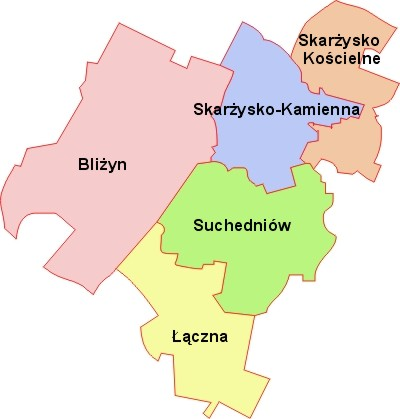 Skarżysko
Kościelne
Skarżysko-Kamienna
Bliżyn
Suchedniów
Łączna